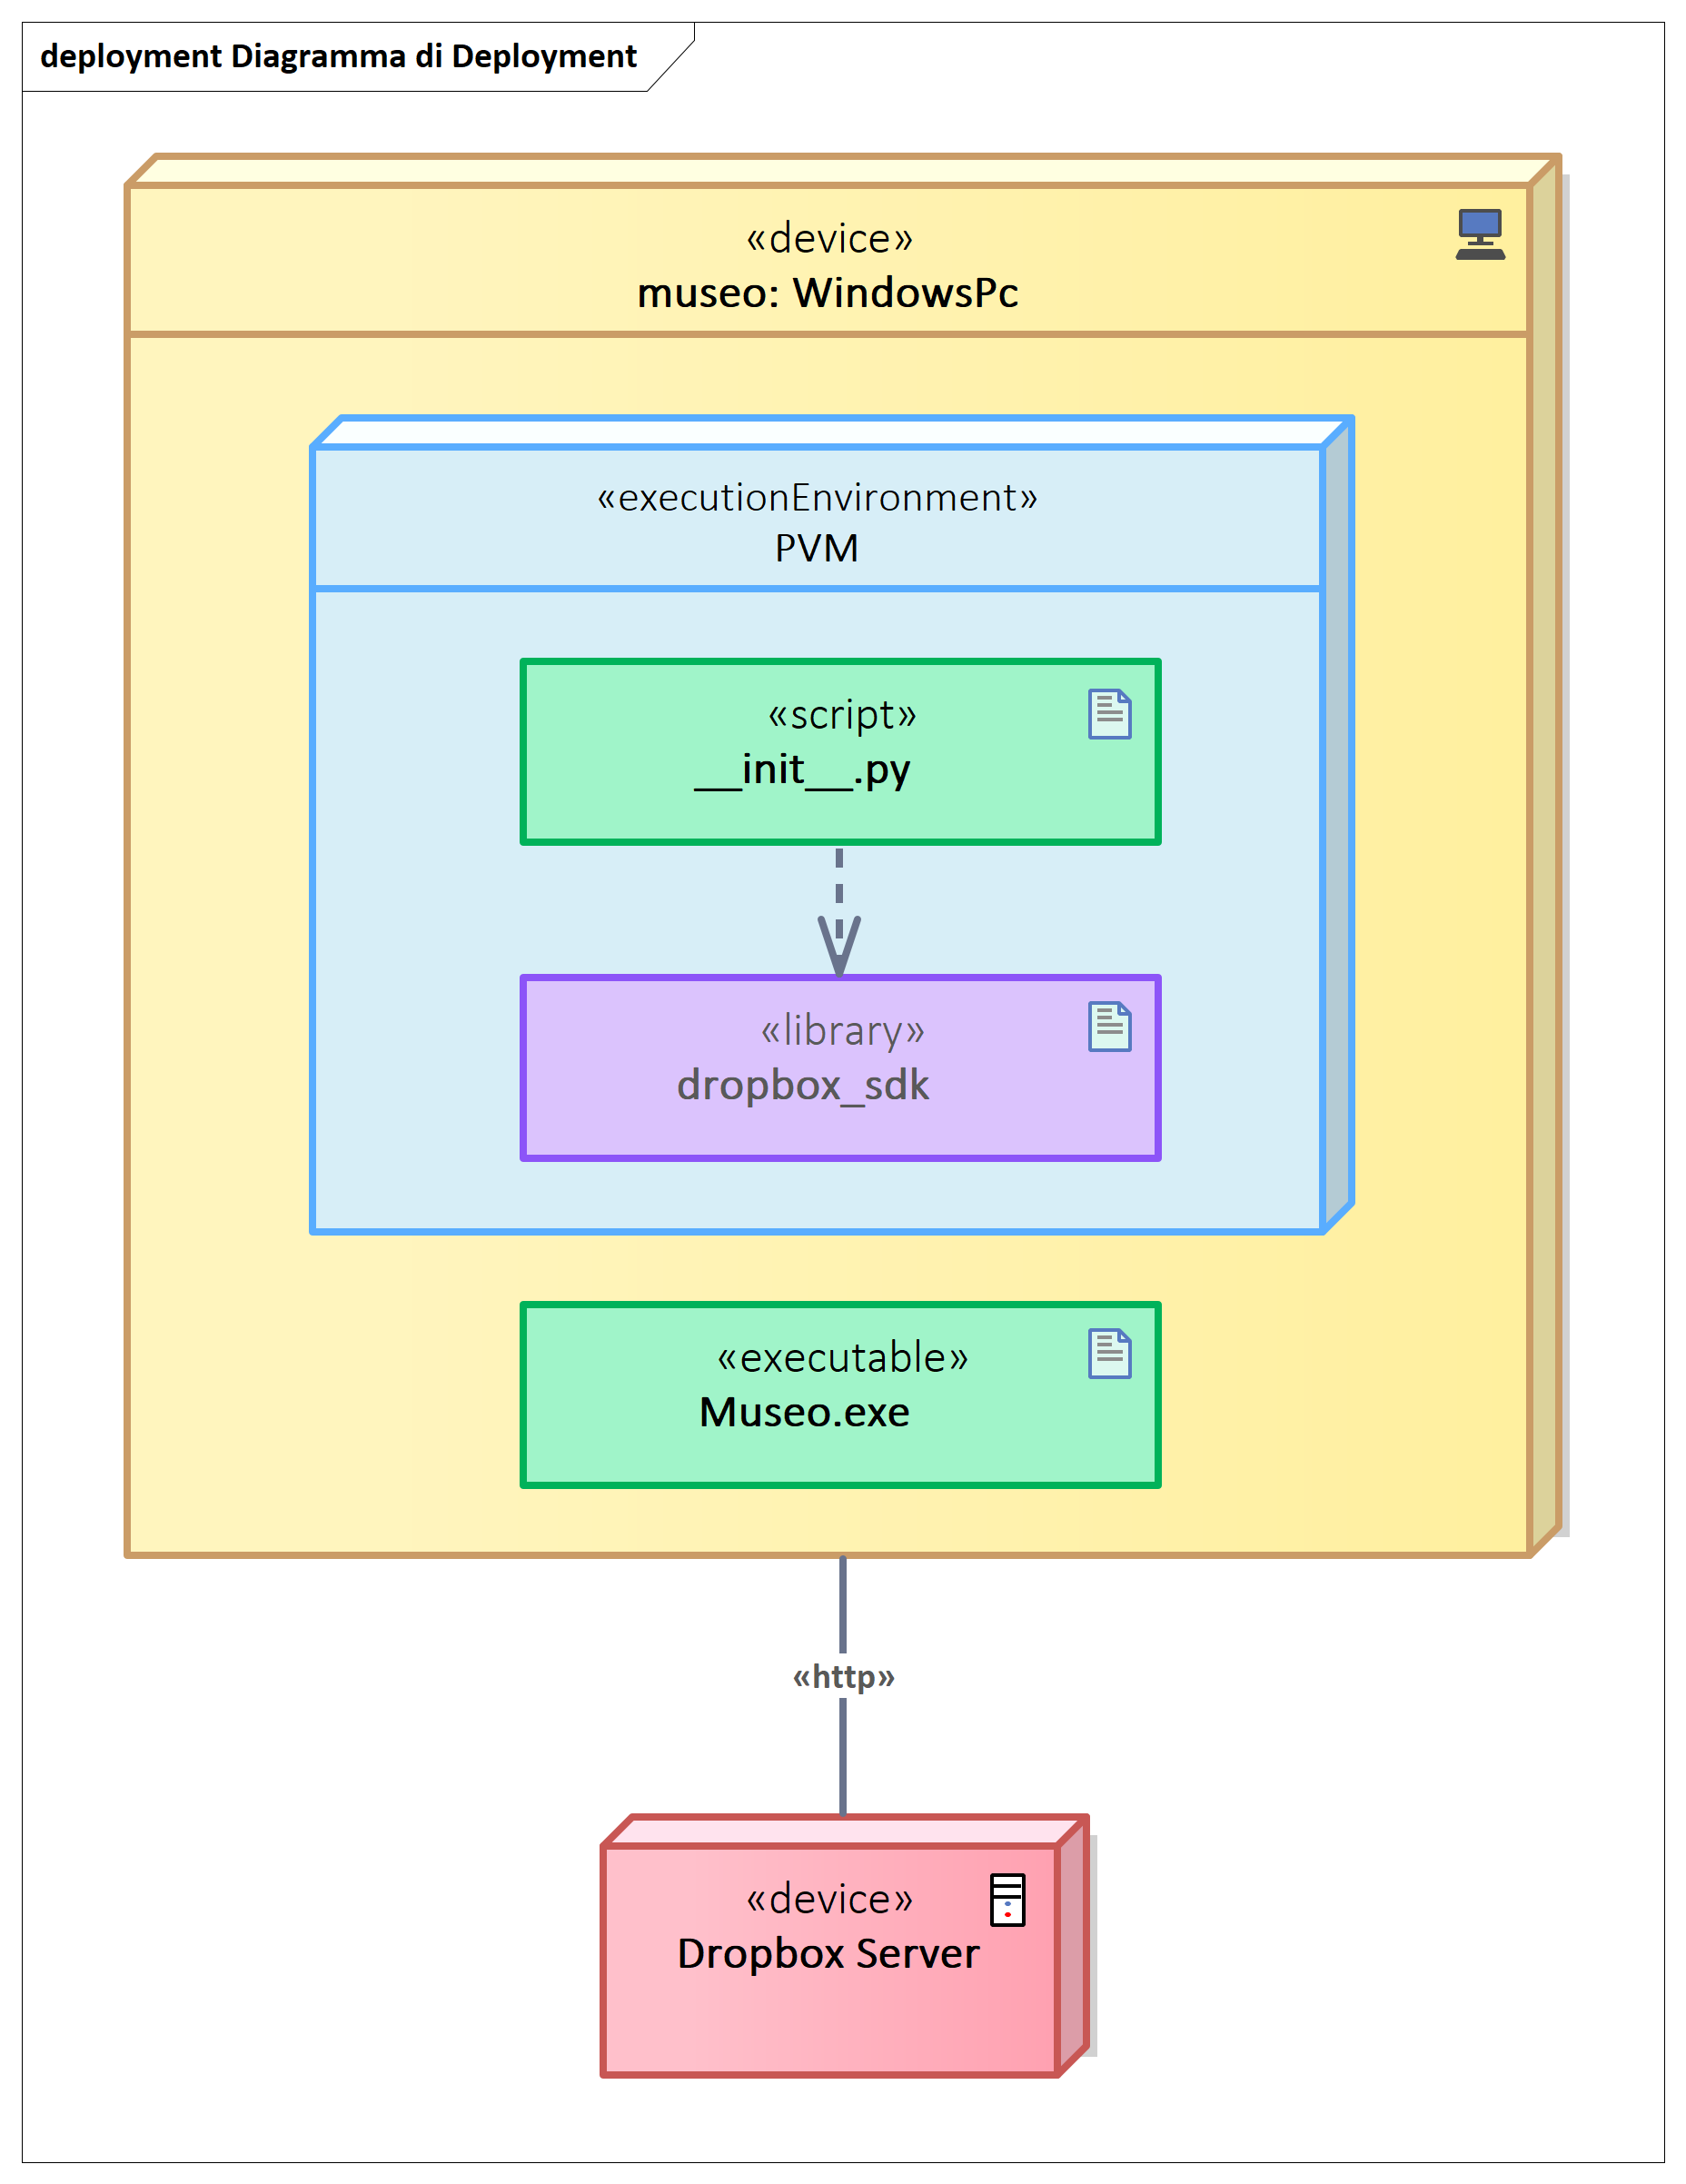 deployment Diagramma di Deployment
«device»
museo: WindowsPc
«executionEnvironment»
PVM
«script»
__init__.py
«library»
dropbox_sdk
«executable»
Museo.exe
«http»
«device»
Dropbox Server